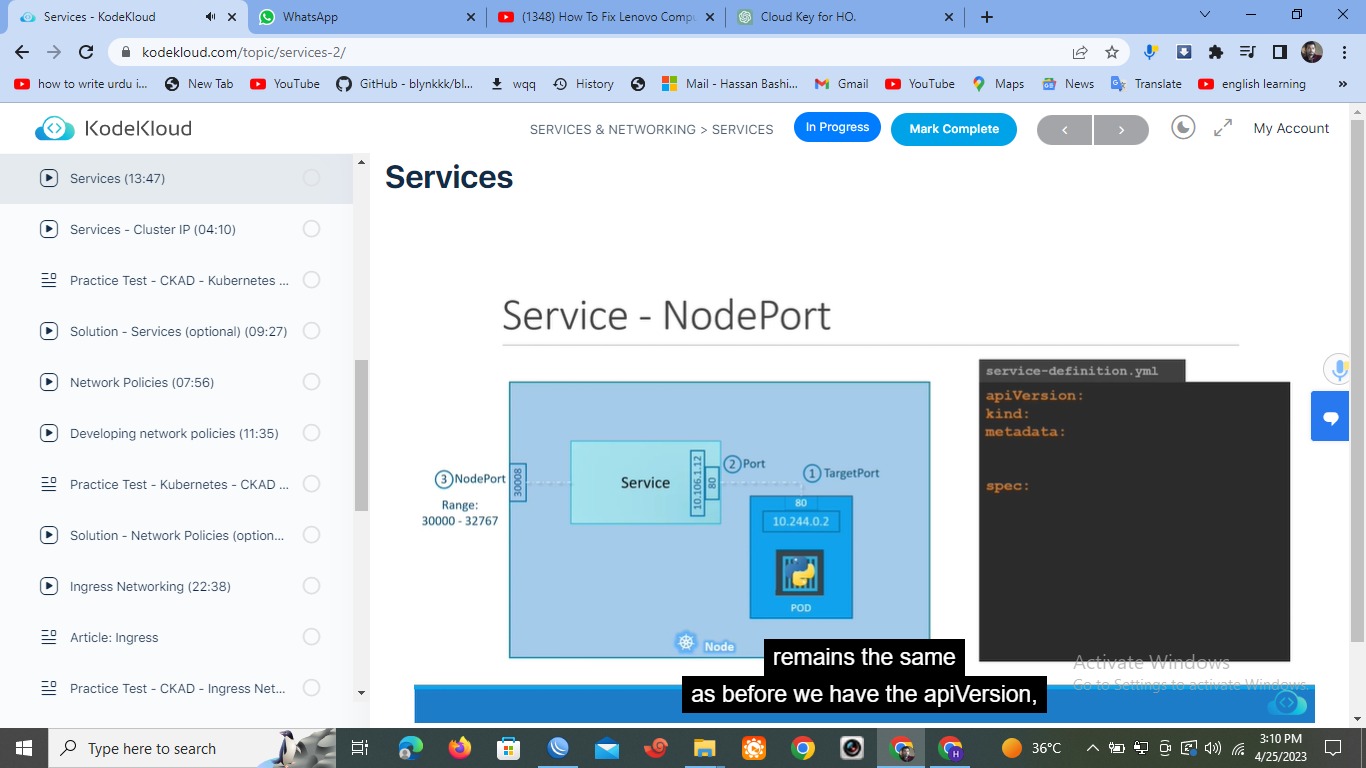 Services - KodeKloud
WhatsApp
(1348) How To Fix Lenovo Compu
Cloud Key for HO.
kodekloud.com/topic/services-2/
how to write urdu i...
New Tab
YouTube
GitHub - blynkkk/bl...
wqq
History
Mail - Hassan Bashi...
Gmail
YouTube
Maps
News
Translate
english learning
»
KodeKloud
SERVICES & NETWORKING > SERVICES
In Progress
Mark Complete
My Account
Services (13:47)
Services - Cluster IP (04:10)
Practice Test - CKAD - Kubernetes ...
Solution - Services (optional) (09:27)
Network Policies (07:56)
Developing network policies (11:35)
Practice Test - Kubernetes - CKAD ...
Solution - Network Policies (option...
Ingress Networking (22:38)
Article: Ingress
Practice Test - CKAD - Ingress Net...
Services
Service - NodePort
3 NodePort
Range:
30000 - 32767
30008
Service
10.106.1.12
80
2 Port
1 TargetPort
80
10.244.0.2
POD
Node
service-definition.yml
apiVersion:
kind:
metadata:
spec:
remains the same
as before we have the apiVersion,
Activate Windows
Go to Settings to activate Windows.
Type here to search
H
36°C
3:10 PM
4/25/2023